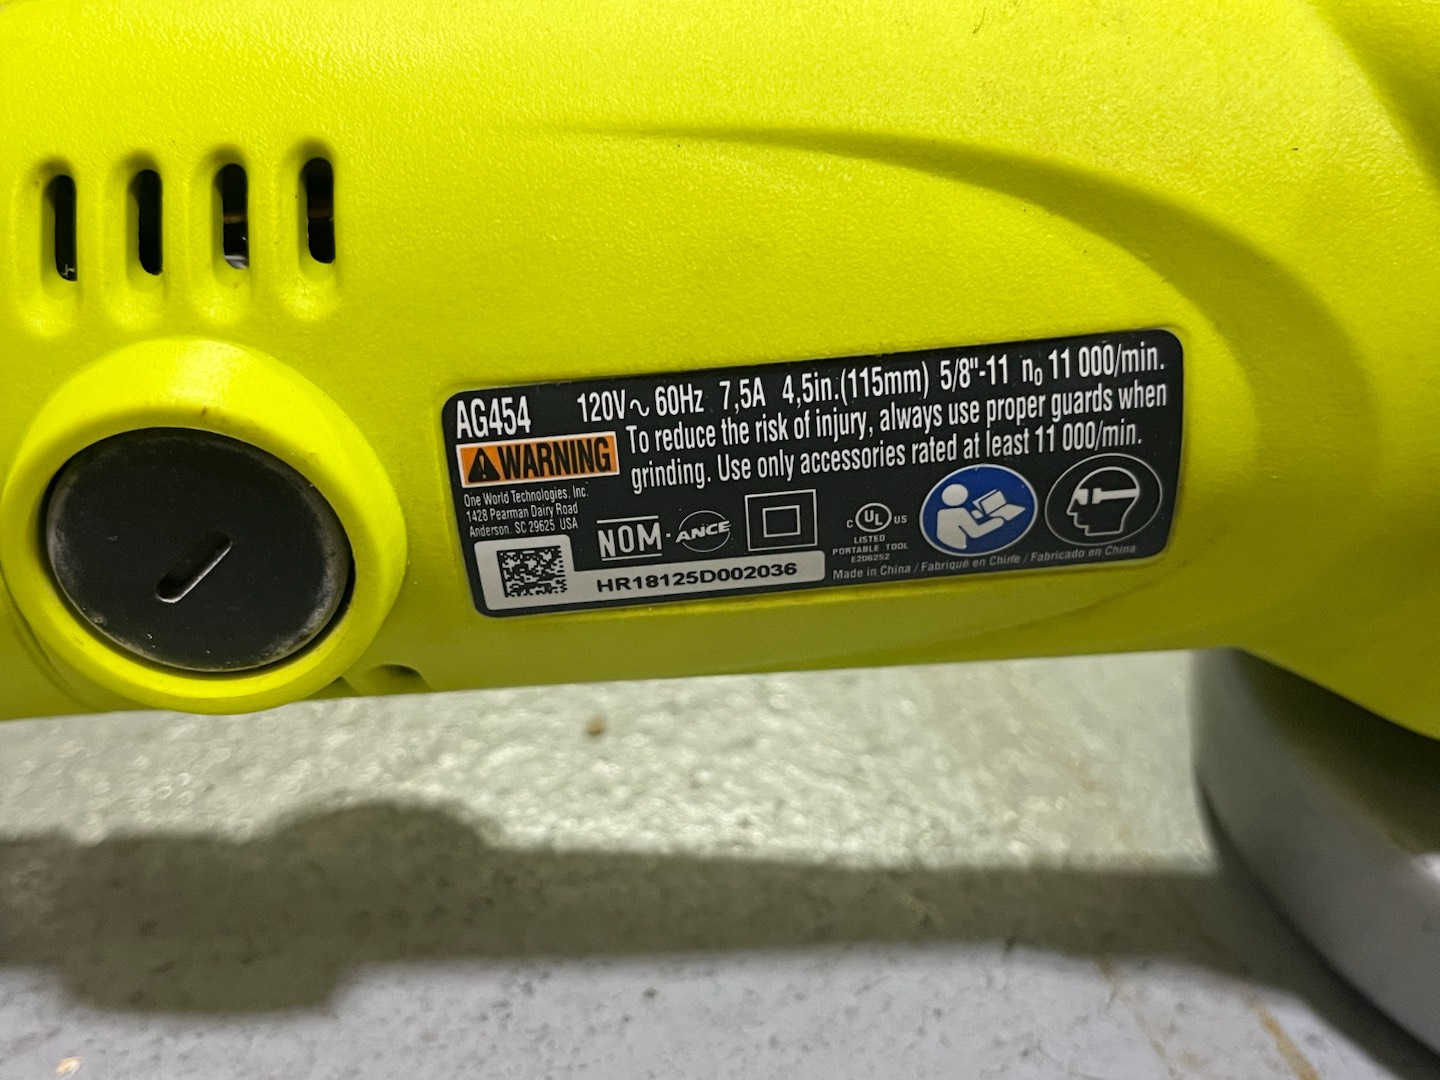 AG454 120V~ 60Hz 7,5A 4,5in.(115mm) 5/8"-11 n₀ 11 000/min.
⚠WARNING To reduce the risk of injury, always use proper guards when
grinding. Use only accessories rated at least 11 000/min.
One World Technologies, Inc.
1428 Pearman Dairy Road
Anderson, SC 29625 USA
NOM-ANCE
C UL US
LISTED
PORTABLE TOOL
E206252
HR18125D002036
Made in China / Fabriqué en Chine / Fabricado en China